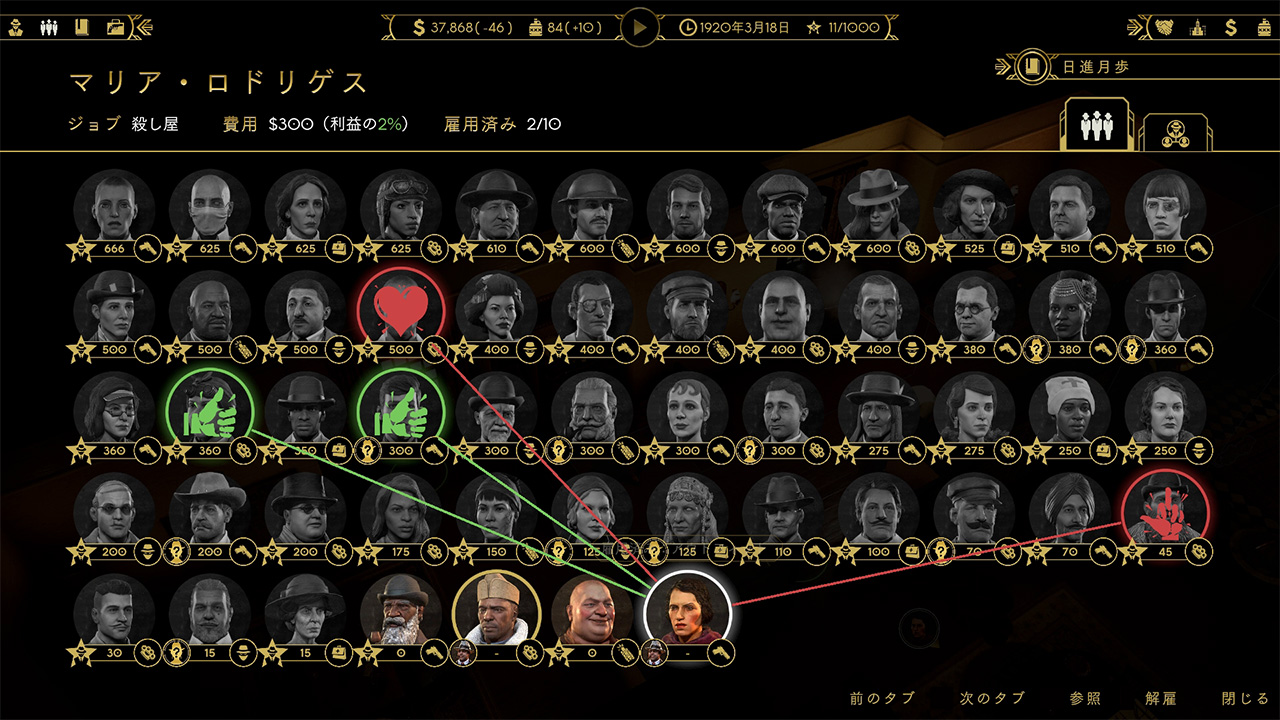 37,868(-46) 84(+10) 1920年3月18日 11/1000
日進月歩
マリア・ロドリゲス
ジョブ 殺し屋 費用 $300 (利益の2%) 雇用済み 2/10
666 625 625 625 610 600 600 600 600 525 510 510
500 500 500 500 400 400 400 400 400 380 380 360
360 360 350 300 300 300 300 300 275 275 250 250
200 200 200 175 150 125 125 110 100 70 70 45
30 15 15 0 - 0 -
前のタブ 次のタブ 参照 解雇 閉じる